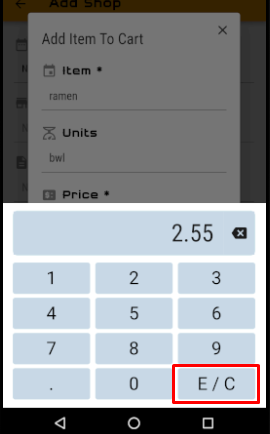 Add Shop
Add Item To Cart
Item *
ramen
Units
bwl
Price *
2.55
1 2 3
4 5 6
7 8 9
. 0 E / C